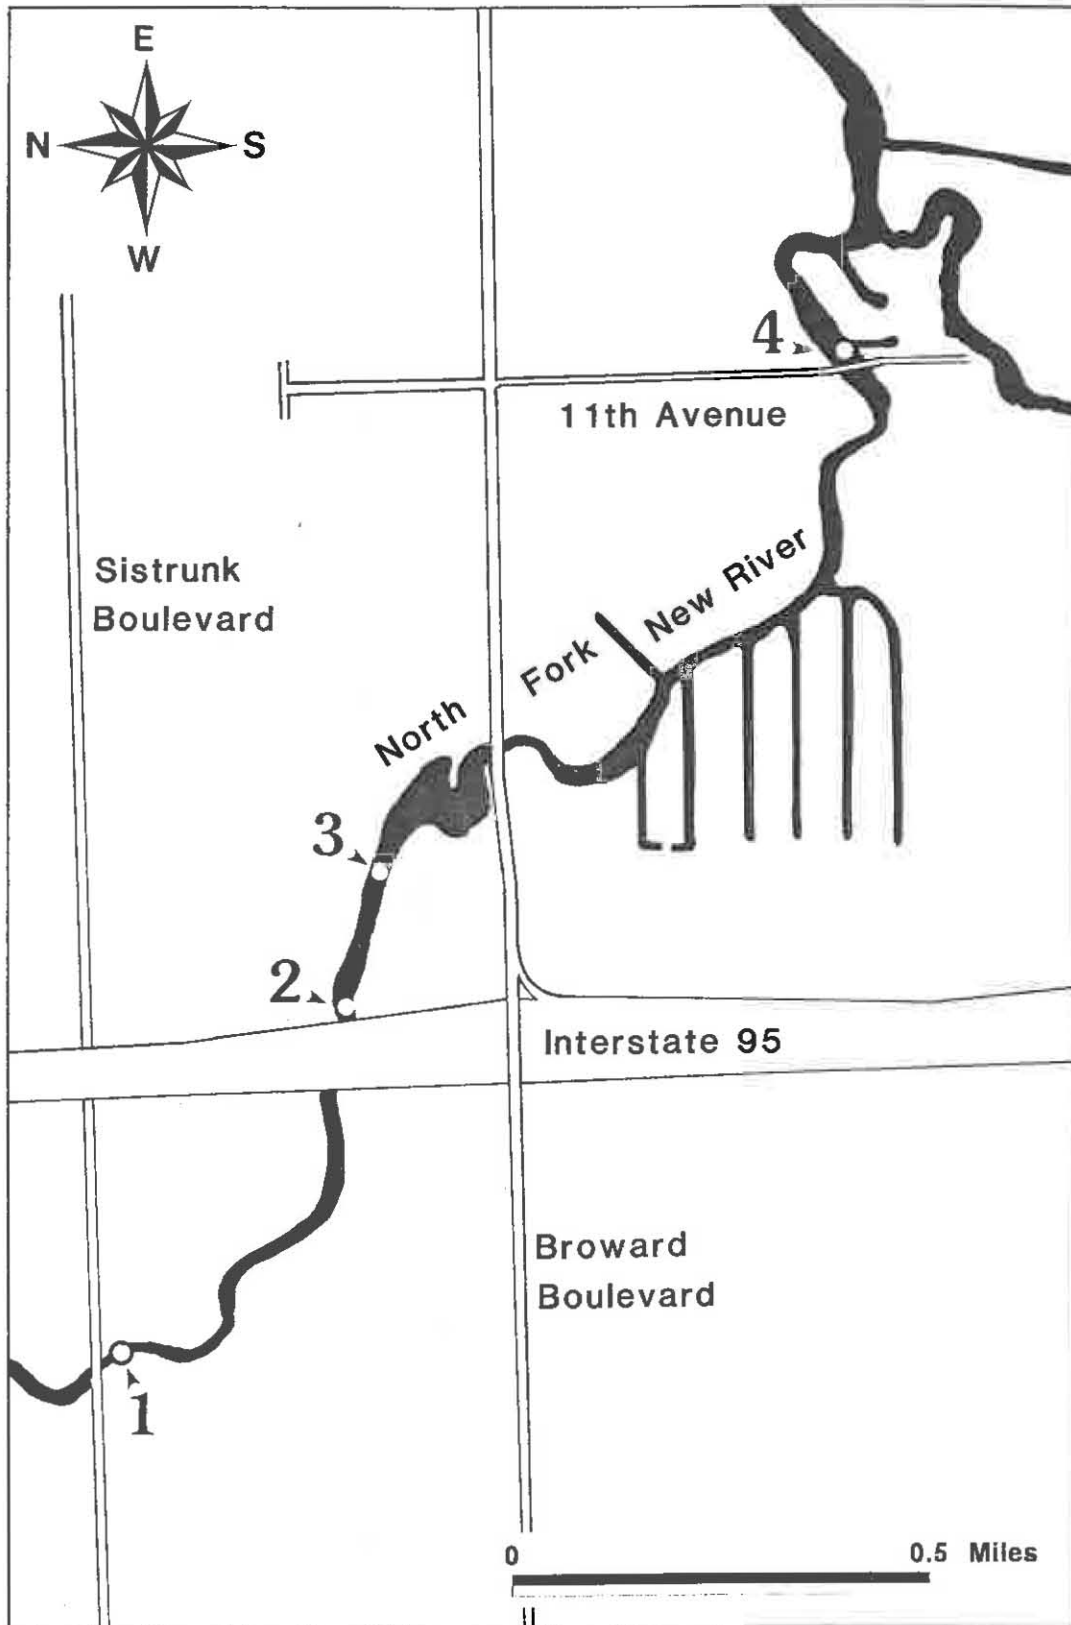 E
N
S
W
4
11th Avenue
Sistrunk
Boulevard
North Fork New River
3
2
Interstate 95
Broward
Boulevard
1
0
0.5 Miles